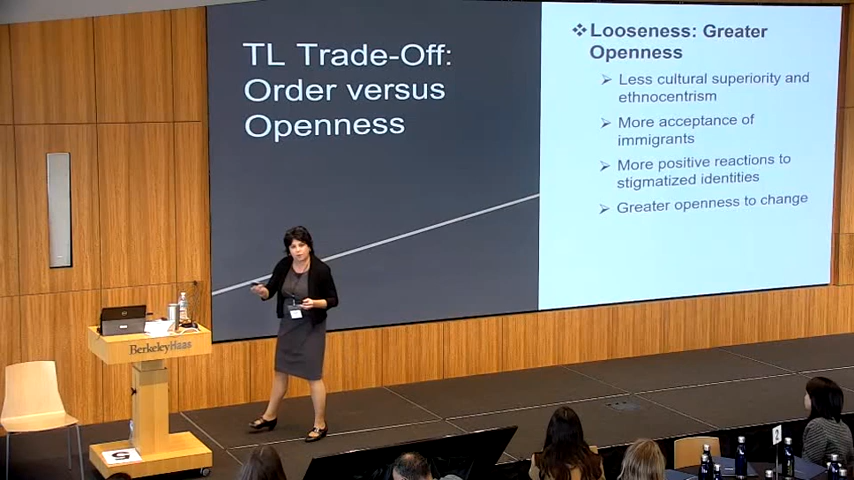 TL Trade-Off:
Order versus
Openness
Looseness: Greater
Openness
Less cultural superiority and
ethnocentrism
More acceptance of
immigrants
More positive reactions to
stigmatized identities
Greater openness to change
BerkeleyHaas
5
2